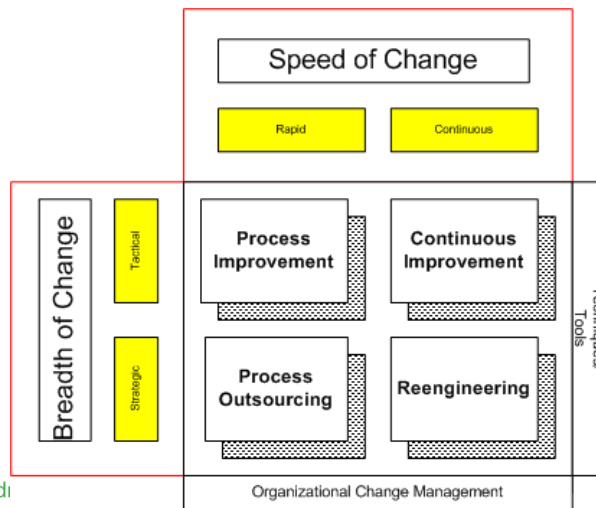 Speed of Change
Rapid
Continuous
Breadth of Change
Tactical
Strategic
Process
Improvement
Continuous
Improvement
Process
Outsourcing
Reengineering
Tools
Organizational Change Management